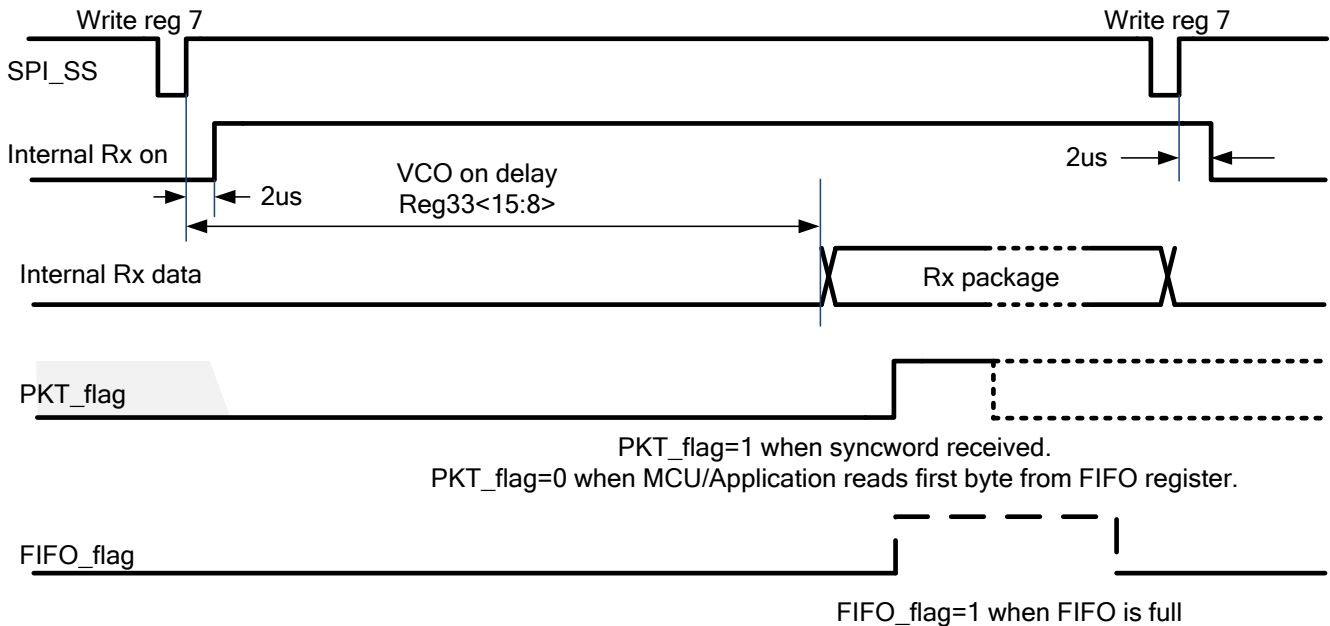 Write reg 7
Write reg 7
SPI_SS
Internal Rx on
2us
VCO on delay
Reg33<15:8>
2us
Internal Rx data
Rx package
PKT_flag
PKT_flag=1 when syncword received.
PKT_flag=0 when MCU/Application reads first byte from FIFO register.
FIFO_flag
FIFO_flag=1 when FIFO is full